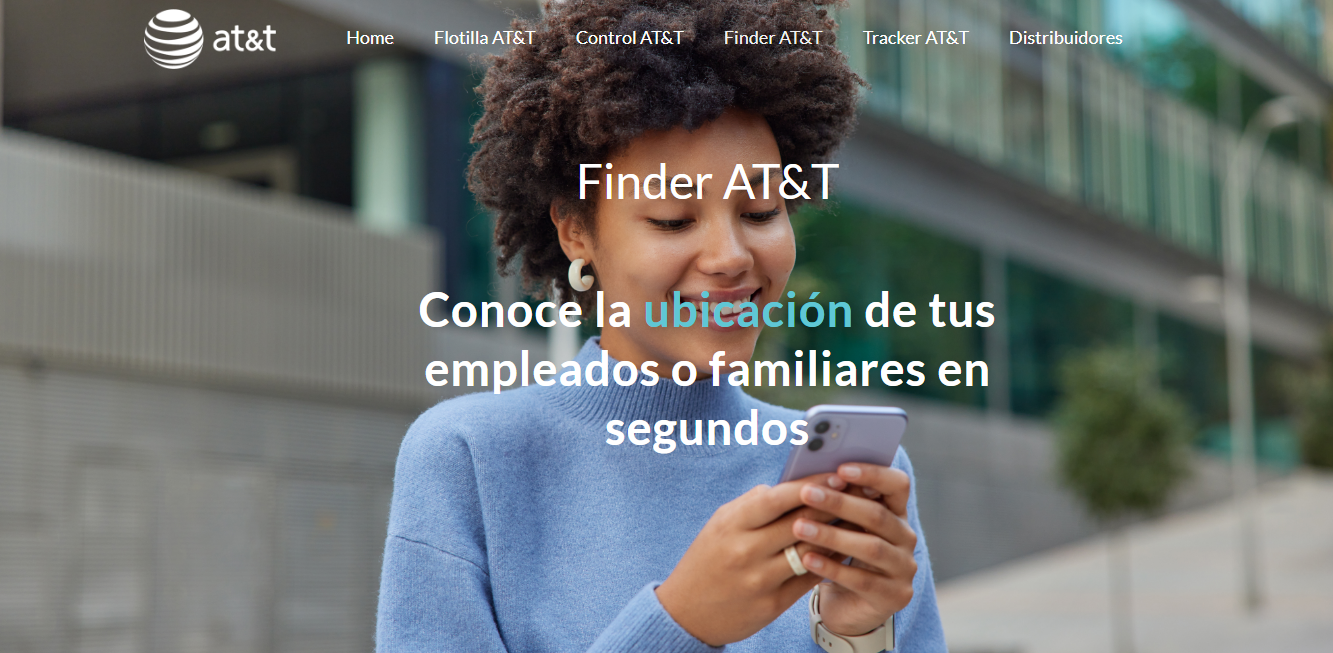 at&t
Home Flotilla AT&T Control AT&T Finder AT&T Tracker AT&T Distribuidores
Finder AT&T
Conoce la ubicación de tus
empleados o familiares en
segundos